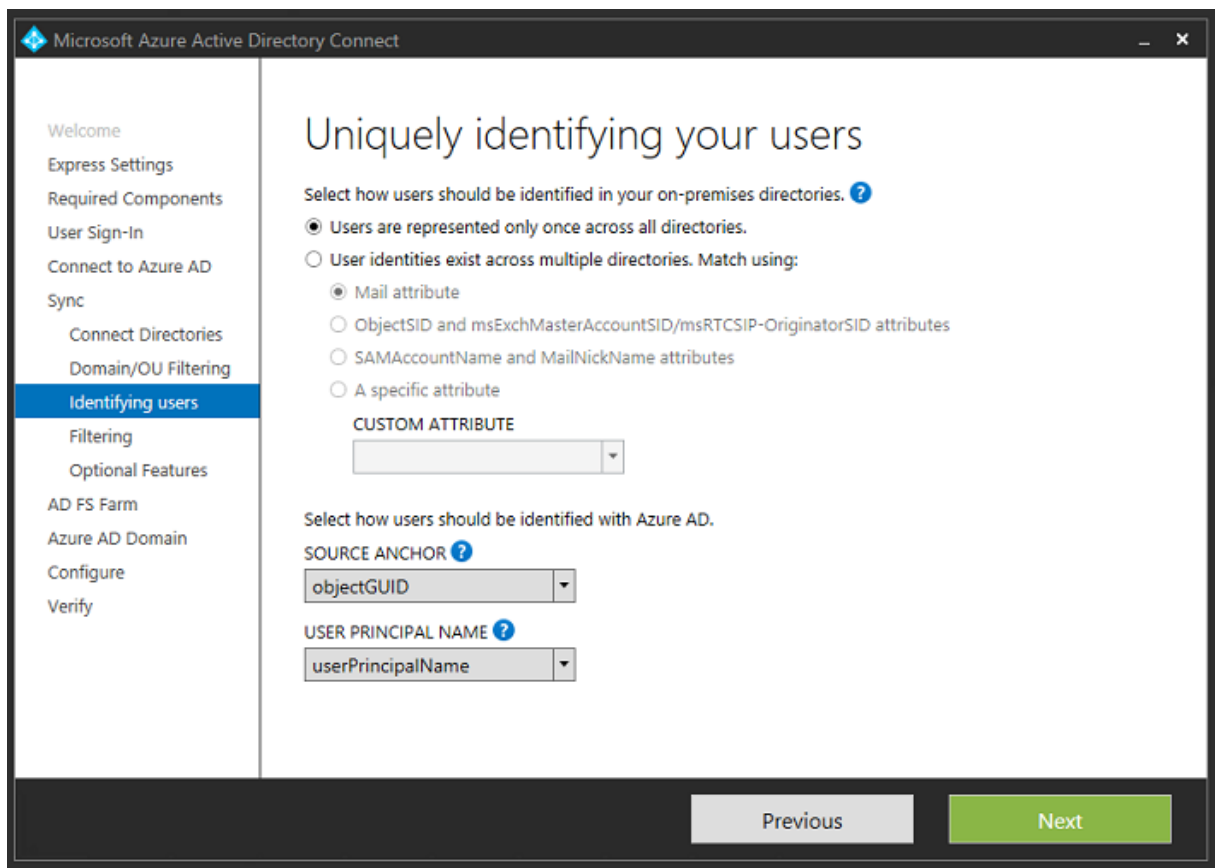 Microsoft Azure Active Directory Connect
Welcome
Express Settings
Required Components
User Sign-In
Connect to Azure AD
Sync
Connect Directories
Domain/OU Filtering
Identifying users
Filtering
Optional Features
AD FS Farm
Azure AD Domain
Configure
Verify
Uniquely identifying your users
Select how users should be identified in your on-premises directories. ?
Users are represented only once across all directories.
User identities exist across multiple directories. Match using:
Mail attribute
ObjectSID and msExchMasterAccountSID/msRTCSIP-OriginatorSID attributes
SAMAccountName and MailNickName attributes
A specific attribute
CUSTOM ATTRIBUTE
Select how users should be identified with Azure AD.
SOURCE ANCHOR ?
objectGUID
USER PRINCIPAL NAME ?
userPrincipalName
Previous
Next